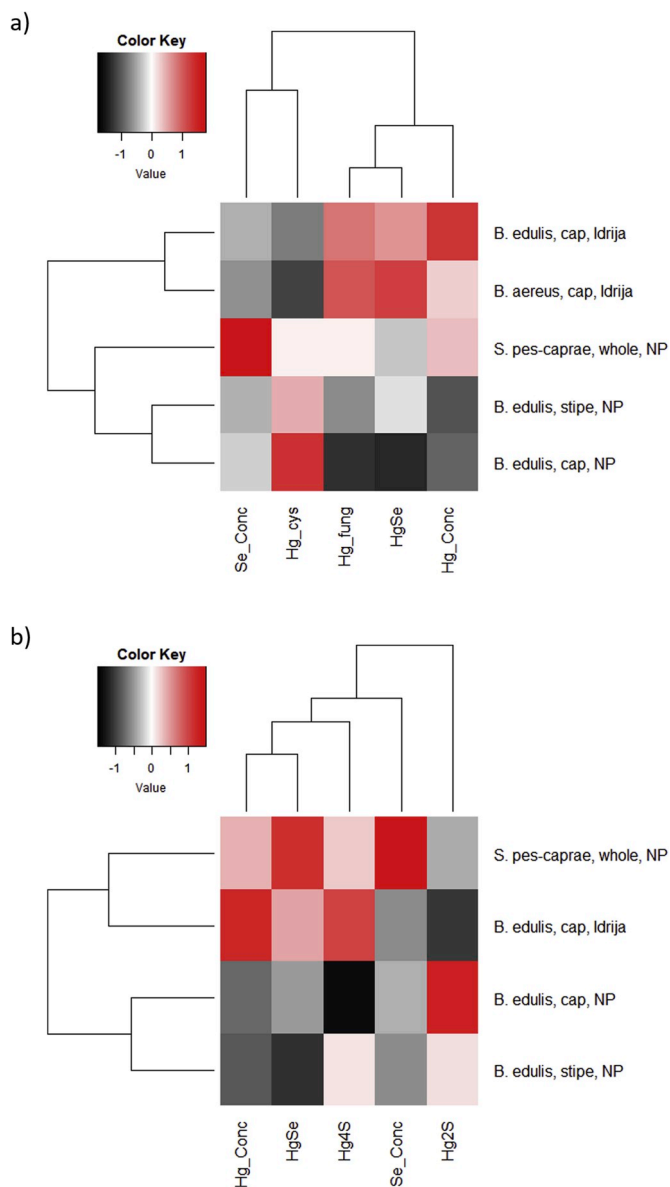 a)
Color Key
-1 0 1
Value
B. edulis, cap, Idrija
B. aereus, cap, Idrija
S. pes-caprae, whole, NP
B. edulis, stipe, NP
B. edulis, cap, NP
Se_Conc
Hg_cys
Hg_fung
HgSe
Hg_Conc
b)
Color Key
-1 0 1
Value
S. pes-caprae, whole, NP
B. edulis, cap, Idrija
B. edulis, cap, NP
B. edulis, stipe, NP
Hg_Conc
HgSe
Hg4S
Se_Conc
Hg2S